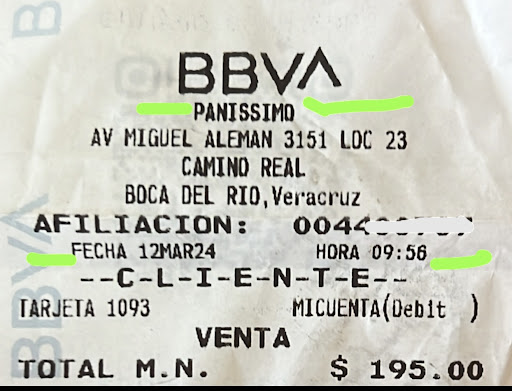 BBVA
PANISSIMO
AV MIGUEL ALEMAN 3151 LOC 23
CAMINO REAL
BOCA DEL RIO,Veracruz
AFILIACION:
FECHA 12MAR24 HORA 09:56
--C-L-I-E-N-T-E--
TARJETA 1093 MICUENTA(Debit )
VENTA
TOTAL M.N. $ 195.00
BBVA